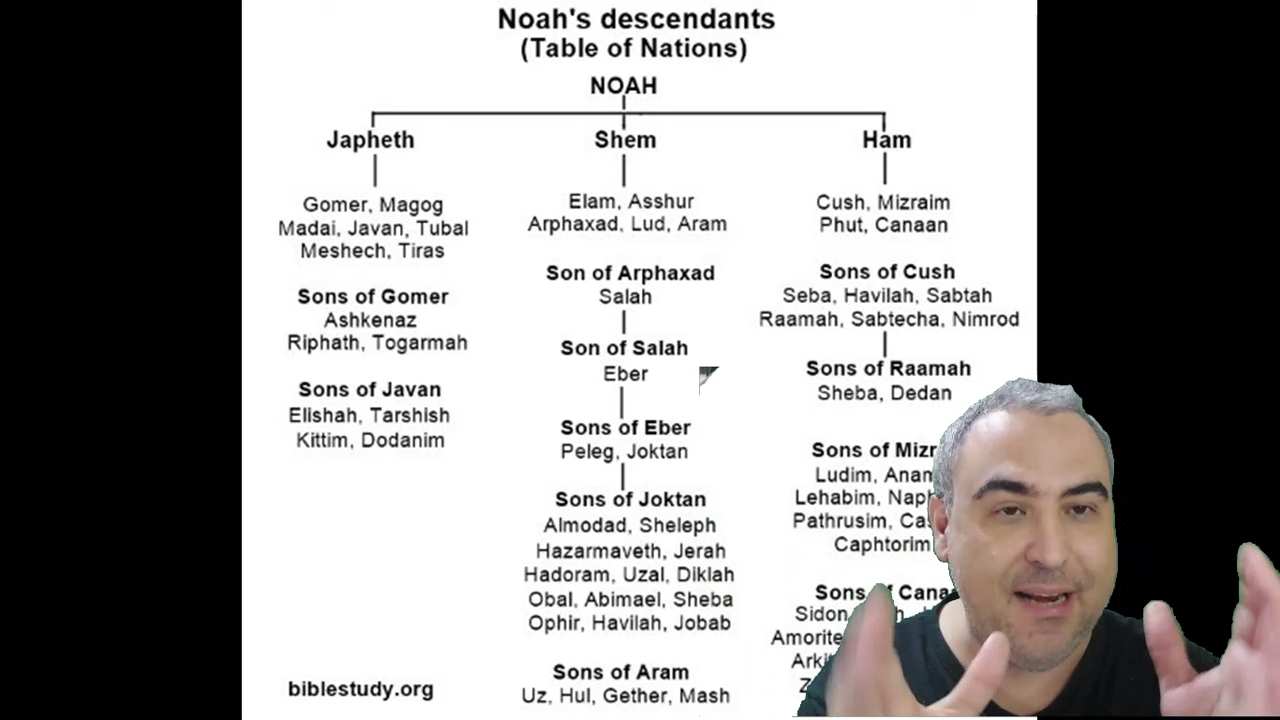 Noah's descendants
(Table of Nations)
NOAH
Japheth
Gomer, Magog
Madai, Javan, Tubal
Meshech, Tiras
Sons of Gomer
Ashkenaz
Riphath, Togarmah
Sons of Javan
Elishah, Tarshish
Kittim, Dodanim
Shem
Elam, Asshur
Arphaxad, Lud, Aram
Son of Arphaxad
Salah
Son of Salah
Eber
Sons of Eber
Peleg, Joktan
Sons of Joktan
Almodad, Sheleph
Hazarmaveth, Jerah
Hadoram, Uzal, Diklah
Obal, Abimael, Sheba
Ophir, Havilah, Jobab
Sons of Aram
Uz, Hul, Gether, Mash
Ham
Cush, Mizraim
Phut, Canaan
Sons of Cush
Seba, Havilah, Sabtah
Raamah, Sabtecha, Nimrod
Sons of Raamah
Sheba, Dedan
Sons of
Ludim,
Lehabim,
Pathrusim,
Caphtorim
Sons of
Sidon
biblestudy.org